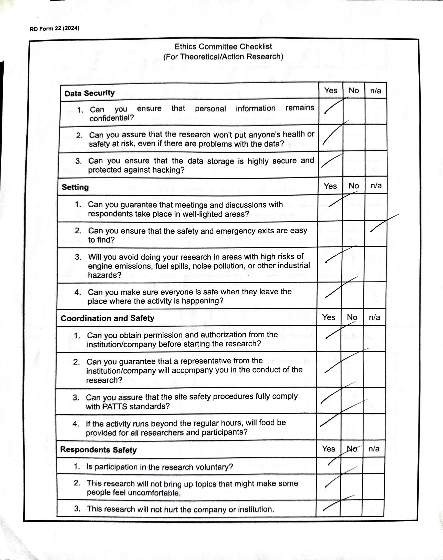 RD Form 22 (2024)
Ethics Committee Checklist
(For Theoretical/Action Research)
Data Security Yes No n/a
1. Can you ensure that personal information remains
confidential?
2. Can you assure that the research won't put anyone's health or
safety at risk, even if there are problems with the data?
3. Can you ensure that the data storage is highly secure and
protected against hacking?
Setting Yes No n/a
1. Can you guarantee that meetings and discussions with
respondents take place in well-lighted areas?
2. Can you ensure that the safety and emergency exits are easy
to find?
3. Will you avoid doing your research in areas with high risks of
engine emissions, fuel spills, noise pollution, or other industrial
hazards?
4. Can you make sure everyone is safe when they leave the
place where the activity is happening?
Coordination and Safety Yes No n/a
1. Can you obtain permission and authorization from the
institution/company before starting the research?
2. Can you guarantee that a representative from the
institution/company will accompany you in the conduct of the
research?
3. Can you assure that the site safety procedures fully comply
with PATTS standards?
4. If the activity runs beyond the regular hours, will food be
provided for all researchers and participants?
Respondents Safety Yes No n/a
1. Is participation in the research voluntary?
2. This research will not bring up topics that might make some
people feel uncomfortable.
3. This research will not hurt the company or institution.